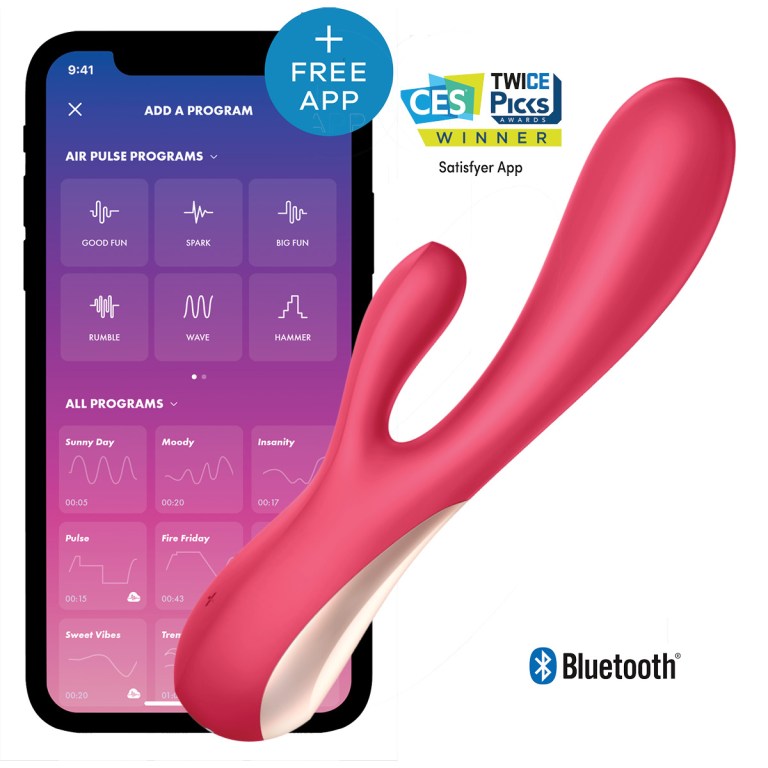 +
FREE
APP
9:41
ADD A PROGRAM
CES
TWICE
Picks
AWARDS
WINNER
Satisfyer App
AIR PULSE PROGRAMS
GOOD FUN
SPARK
BIG FUN
RUMBLE
WAVE
HAMMER
ALL PROGRAMS
Sunny Day
Moody
Insanity
00:05
00:20
00:17
Pulse
Fire Friday
00:15
00:43
Sweet Vibes
00:20
Bluetooth®